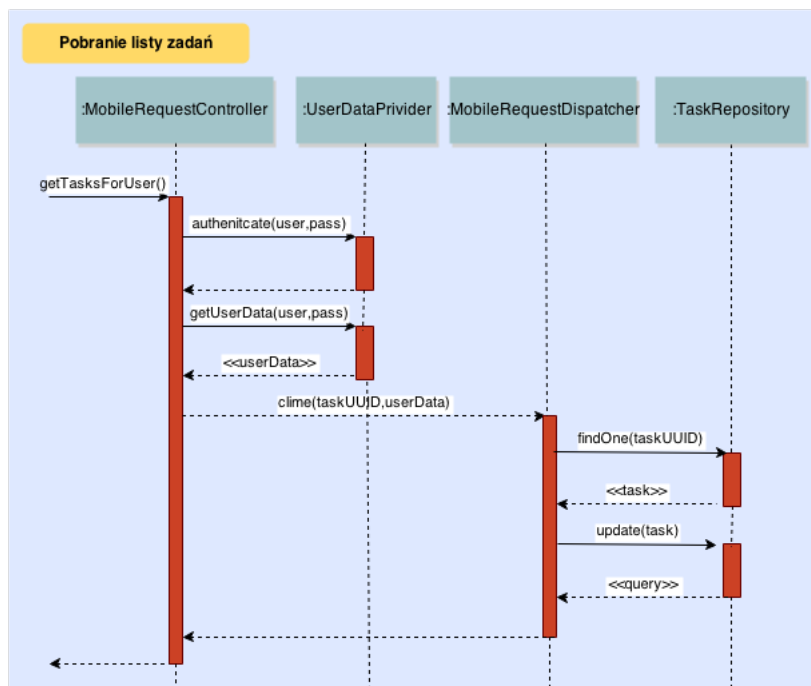 Pobranie listy zadań
:MobileRequestController
:UserDataPrivider
:MobileRequestDispatcher
:TaskRepository
getTasksForUser()
authenitcate(user,pass)
getUserData(user,pass)
<<userData>>
clime(taskUUID,userData)
findOne(taskUUID)
<<task>>
update(task)
<<query>>